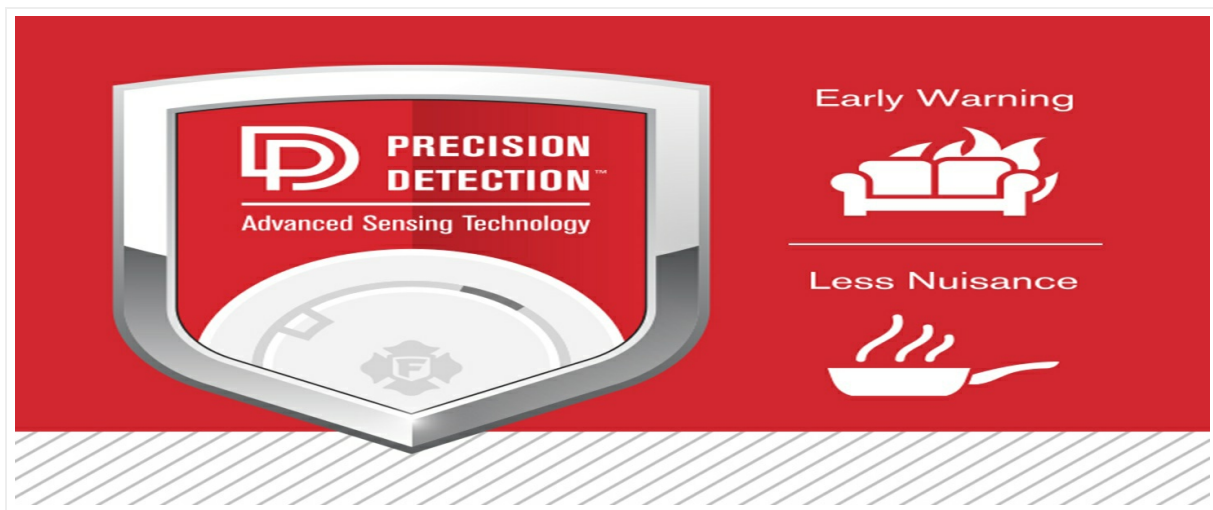 PRECISION
DETECTION™
Advanced Sensing Technology
F
Early Warning
Less Nuisance